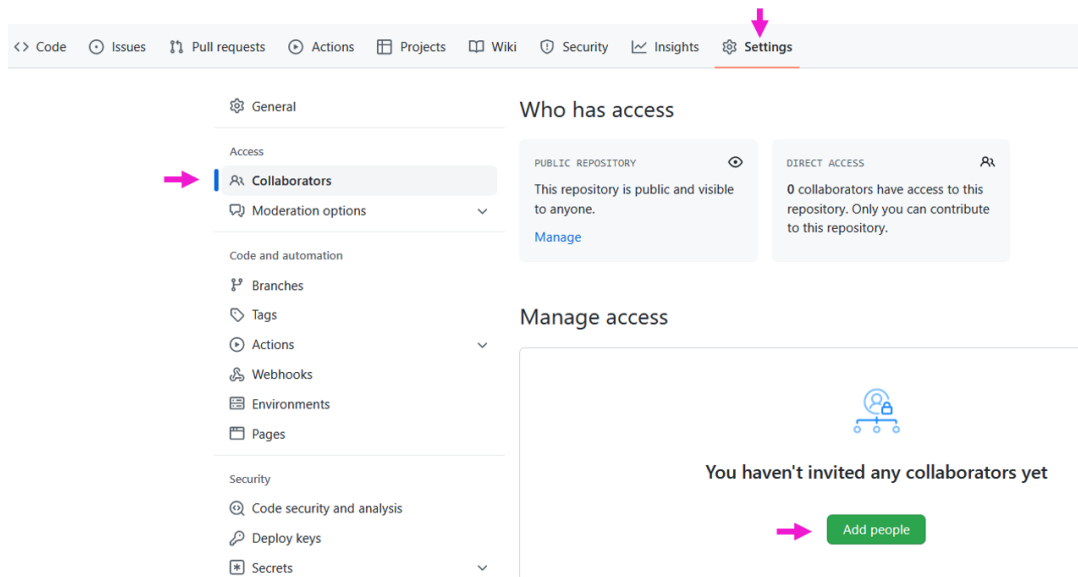 Code Issues Pull requests Actions Projects Wiki Security Insights Settings
General
Access
Collaborators
Moderation options
Code and automation
Branches
Tags
Actions
Webhooks
Environments
Pages
Security
Code security and analysis
Deploy keys
Secrets
Who has access
PUBLIC REPOSITORY
This repository is public and visible
to anyone.
Manage
DIRECT ACCESS
0 collaborators have access to this
repository. Only you can contribute
to this repository.
Manage access
You haven't invited any collaborators yet
Add people